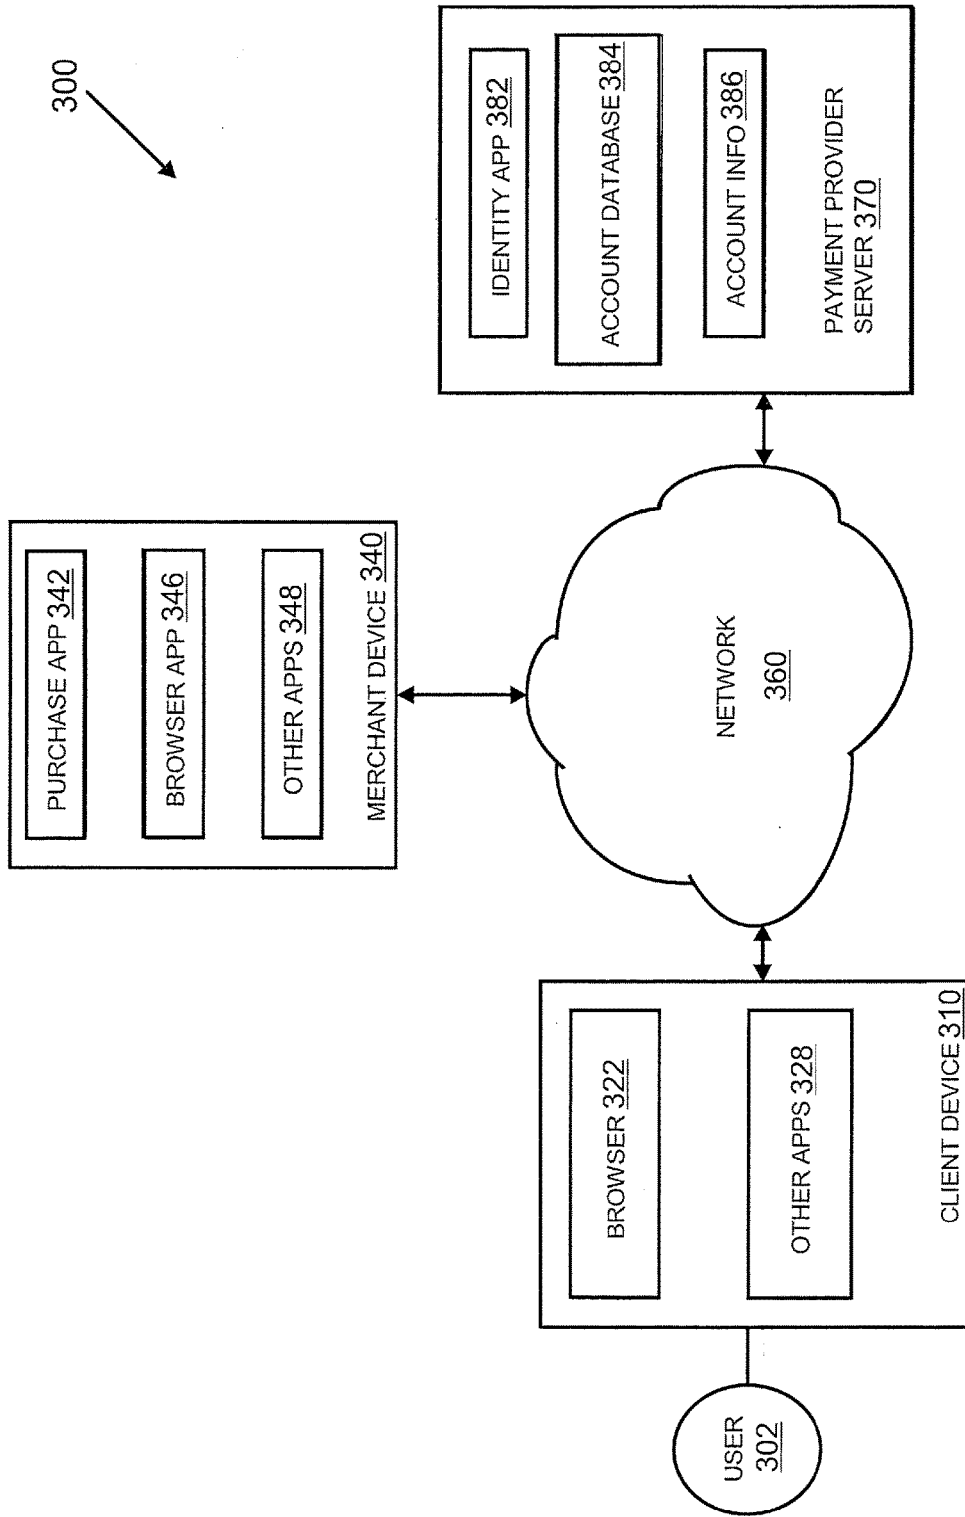 300
PURCHASE APP 342
BROWSER APP 346
OTHER APPS 348
MERCHANT DEVICE 340
USER
302
BROWSER 322
OTHER APPS 328
CLIENT DEVICE 310
NETWORK
360
IDENTITY APP 382
ACCOUNT DATABASE 384
ACCOUNT INFO 386
PAYMENT PROVIDER
SERVER 370